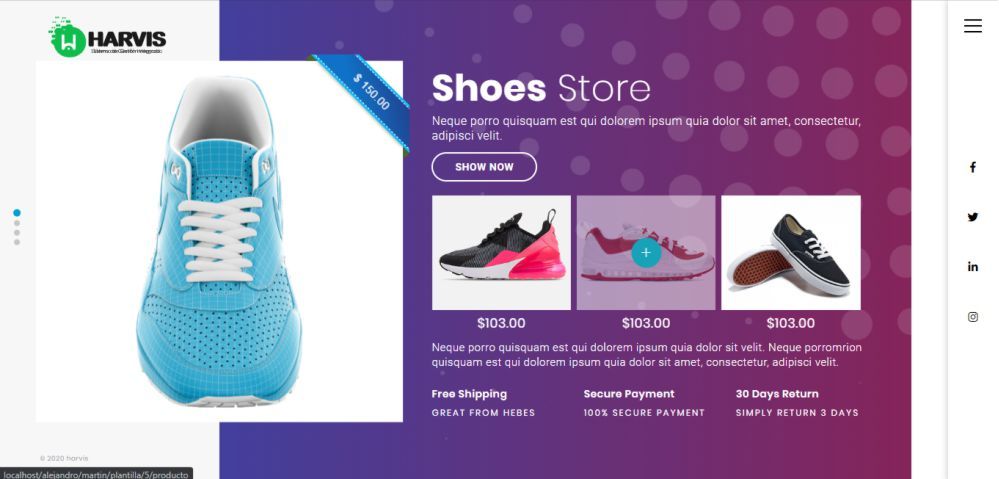 HARVIS
$ 150.00
Shoes Store
Neque porro quisquam est qui dolorem ipsum quia dolor sit amet, consectetur,
adipisci velit.
SHOW NOW
+
$103.00 $103.00 $103.00
Neque porro quisquam est qui dolorem ipsum quia dolor sit velit. Neque porromrion
quisquam est qui dolorem ipsum quia dolor sit amet, consectetur, adipisci velit.
Free Shipping Secure Payment 30 Days Return
GREAT FROM HEBES 100% SECURE PAYMENT SIMPLY RETURN 3 DAYS
© 2020 harvis
localhost/alejandro/martin/plantilla/5/producto